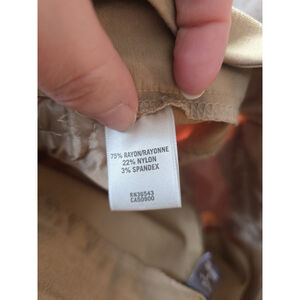 75% RAYON/RAYONNE
22% NYLON
3% SPANDEX
RN36543
CA50900